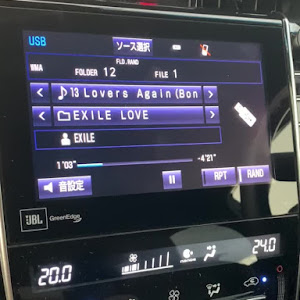 USB
ソース選択
FLD.RAND
WMA FOLDER 12 FILE 1
13 Lovers Again(Bon
EXILE LOVE
EXILE
1'03" -4'21"
音設定 RPT RAND
JBL GreenEdge
20.0 24.0